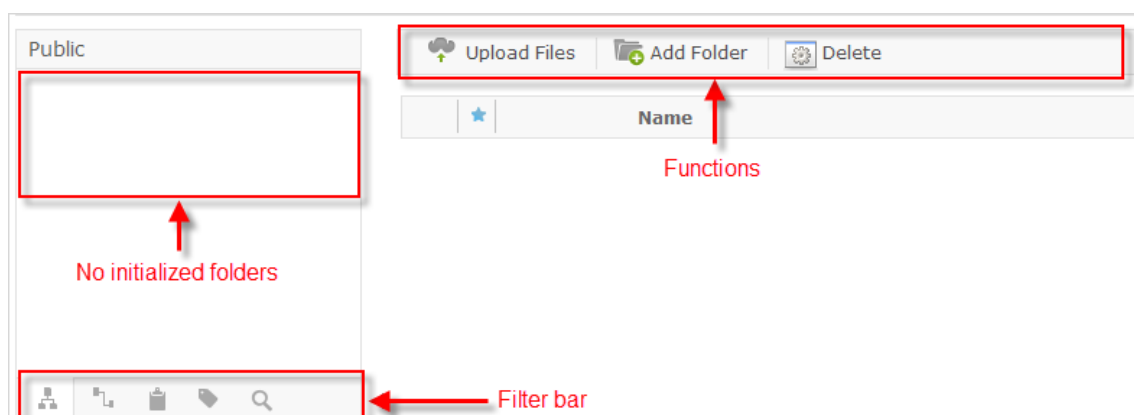 Public
Upload Files
Add Folder
Delete
Name
Functions
No initialized folders
Filter bar